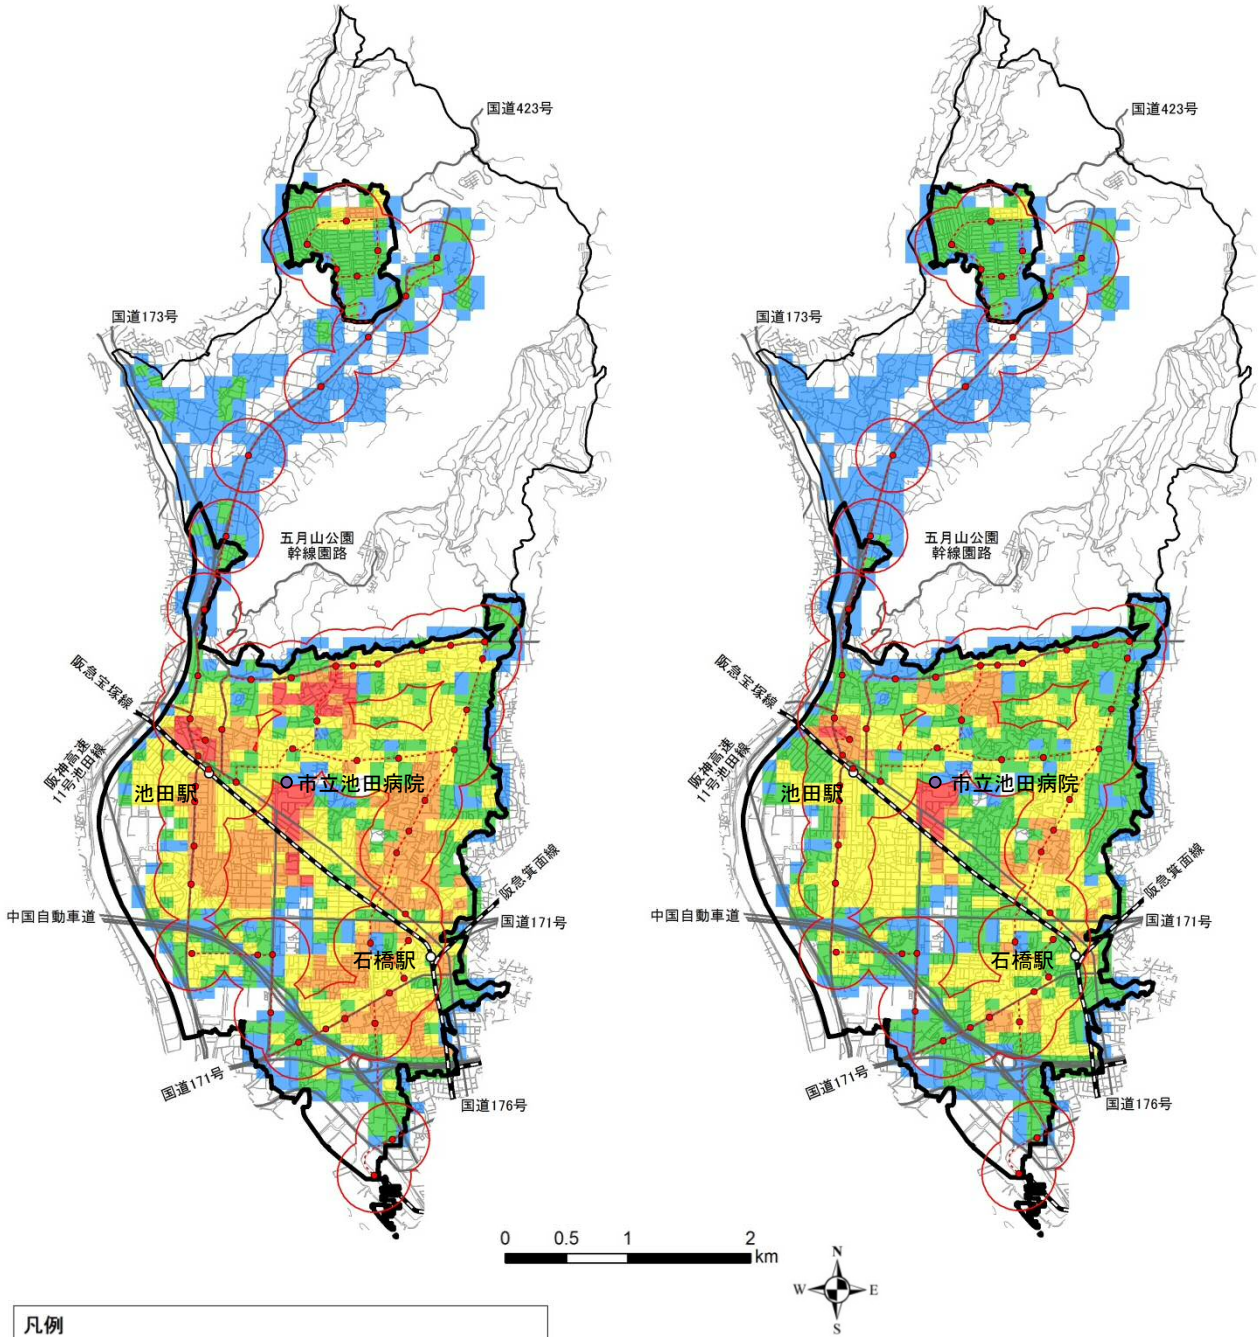 国道423号
国道173号
五月山公園
幹線園路
阪急宝塚線
阪神高速
11号池田線
池田駅
市立池田病院
阪急箕面線
中国自動車道
国道171号
石橋駅
国道171号
国道176号
国道423号
国道173号
五月山公園
幹線園路
阪急宝塚線
阪神高速
11号池田線
池田駅
市立池田病院
阪急箕面線
中国自動車道
国道171号
石橋駅
国道171号
国道176号
0 0.5 1 2
km
N
W E
S
凡例